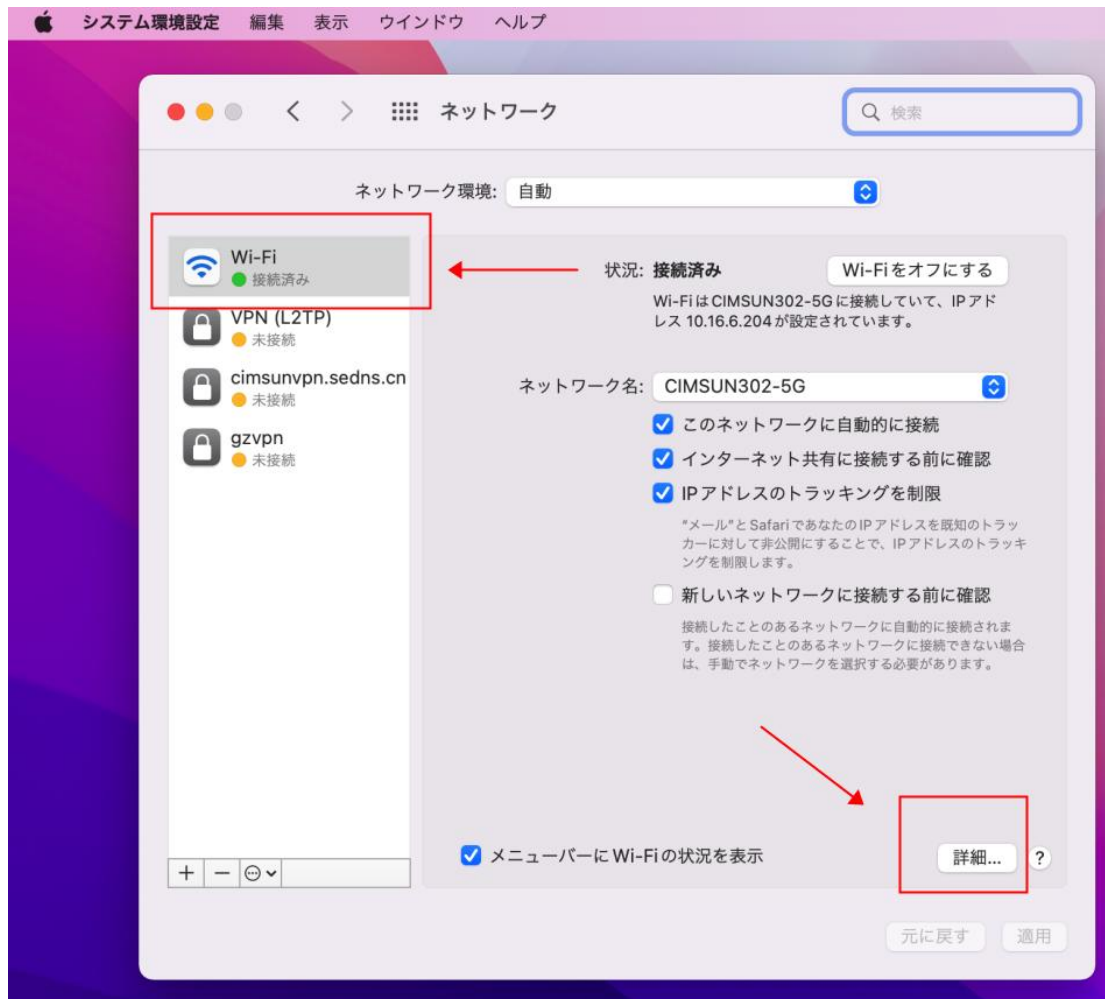 システム環境設定 編集 表示 ウインドウ ヘルプ
ネットワーク
検索
ネットワーク環境: 自動
Wi-Fi
接続済み
VPN (L2TP)
未接続
cimsunvpn.sedns.cn
未接続
gzvpn
未接続
状況: 接続済み
Wi-Fiをオフにする
Wi-FiはCIMSUN302-5Gに接続していて、IPアド
レス 10.16.6.204が設定されています。
ネットワーク名: CIMSUN302-5G
このネットワークに自動的に接続
インターネット共有に接続する前に確認
IPアドレスのトラッキングを制限
"メール"とSafariであなたのIPアドレスを既知のトラッ
カーに対して非公開にすることで、IPアドレスのトラッキ
ングを制限します。
新しいネットワークに接続する前に確認
接続したことのあるネットワークに自動的に接続されま
す。接続したことのあるネットワークに接続できない場合
は、手動でネットワークを選択する必要があります。
メニューバーにWi-Fiの状況を表示
詳細... ?
元に戻す 適用